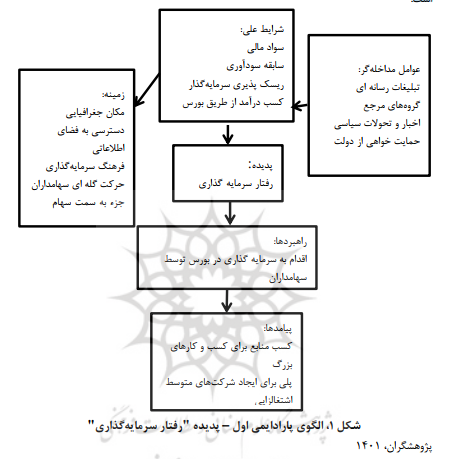 است.
شرایط علی:
سواد مالی
سابقه سودآوری
ریسک پذیری سرمایه‌گذار
کسب درآمد از طریق بورس
عوامل مداخله‌گر:
تبلیغات رسانه ای
گروه‌های مرجع
اخبار و تحولات سیاسی
حمایت خواهی از دولت
زمینه:
مکان جغرافیایی
دسترسی به فضای
اطلاعاتی
فرهنگ سرمایه‌گذاری
حرکت گله ای سهامداران
جزء به سمت سهام
پدیده:
رفتار سرمایه گذاری
راهبردها:
اقدام به سرمایه گذاری در بورس توسط
سهامداران
پیامدها:
کسب منابع برای کسب و کارهای
بزرگ
پلی برای ایجاد شرکت‌های متوسط
اشتغالزایی
شکل ۱، الگوی پارادایمی اول – پدیده "رفتار سرمایه‌گذاری"
پژوهشگران، ۱۴۰۱